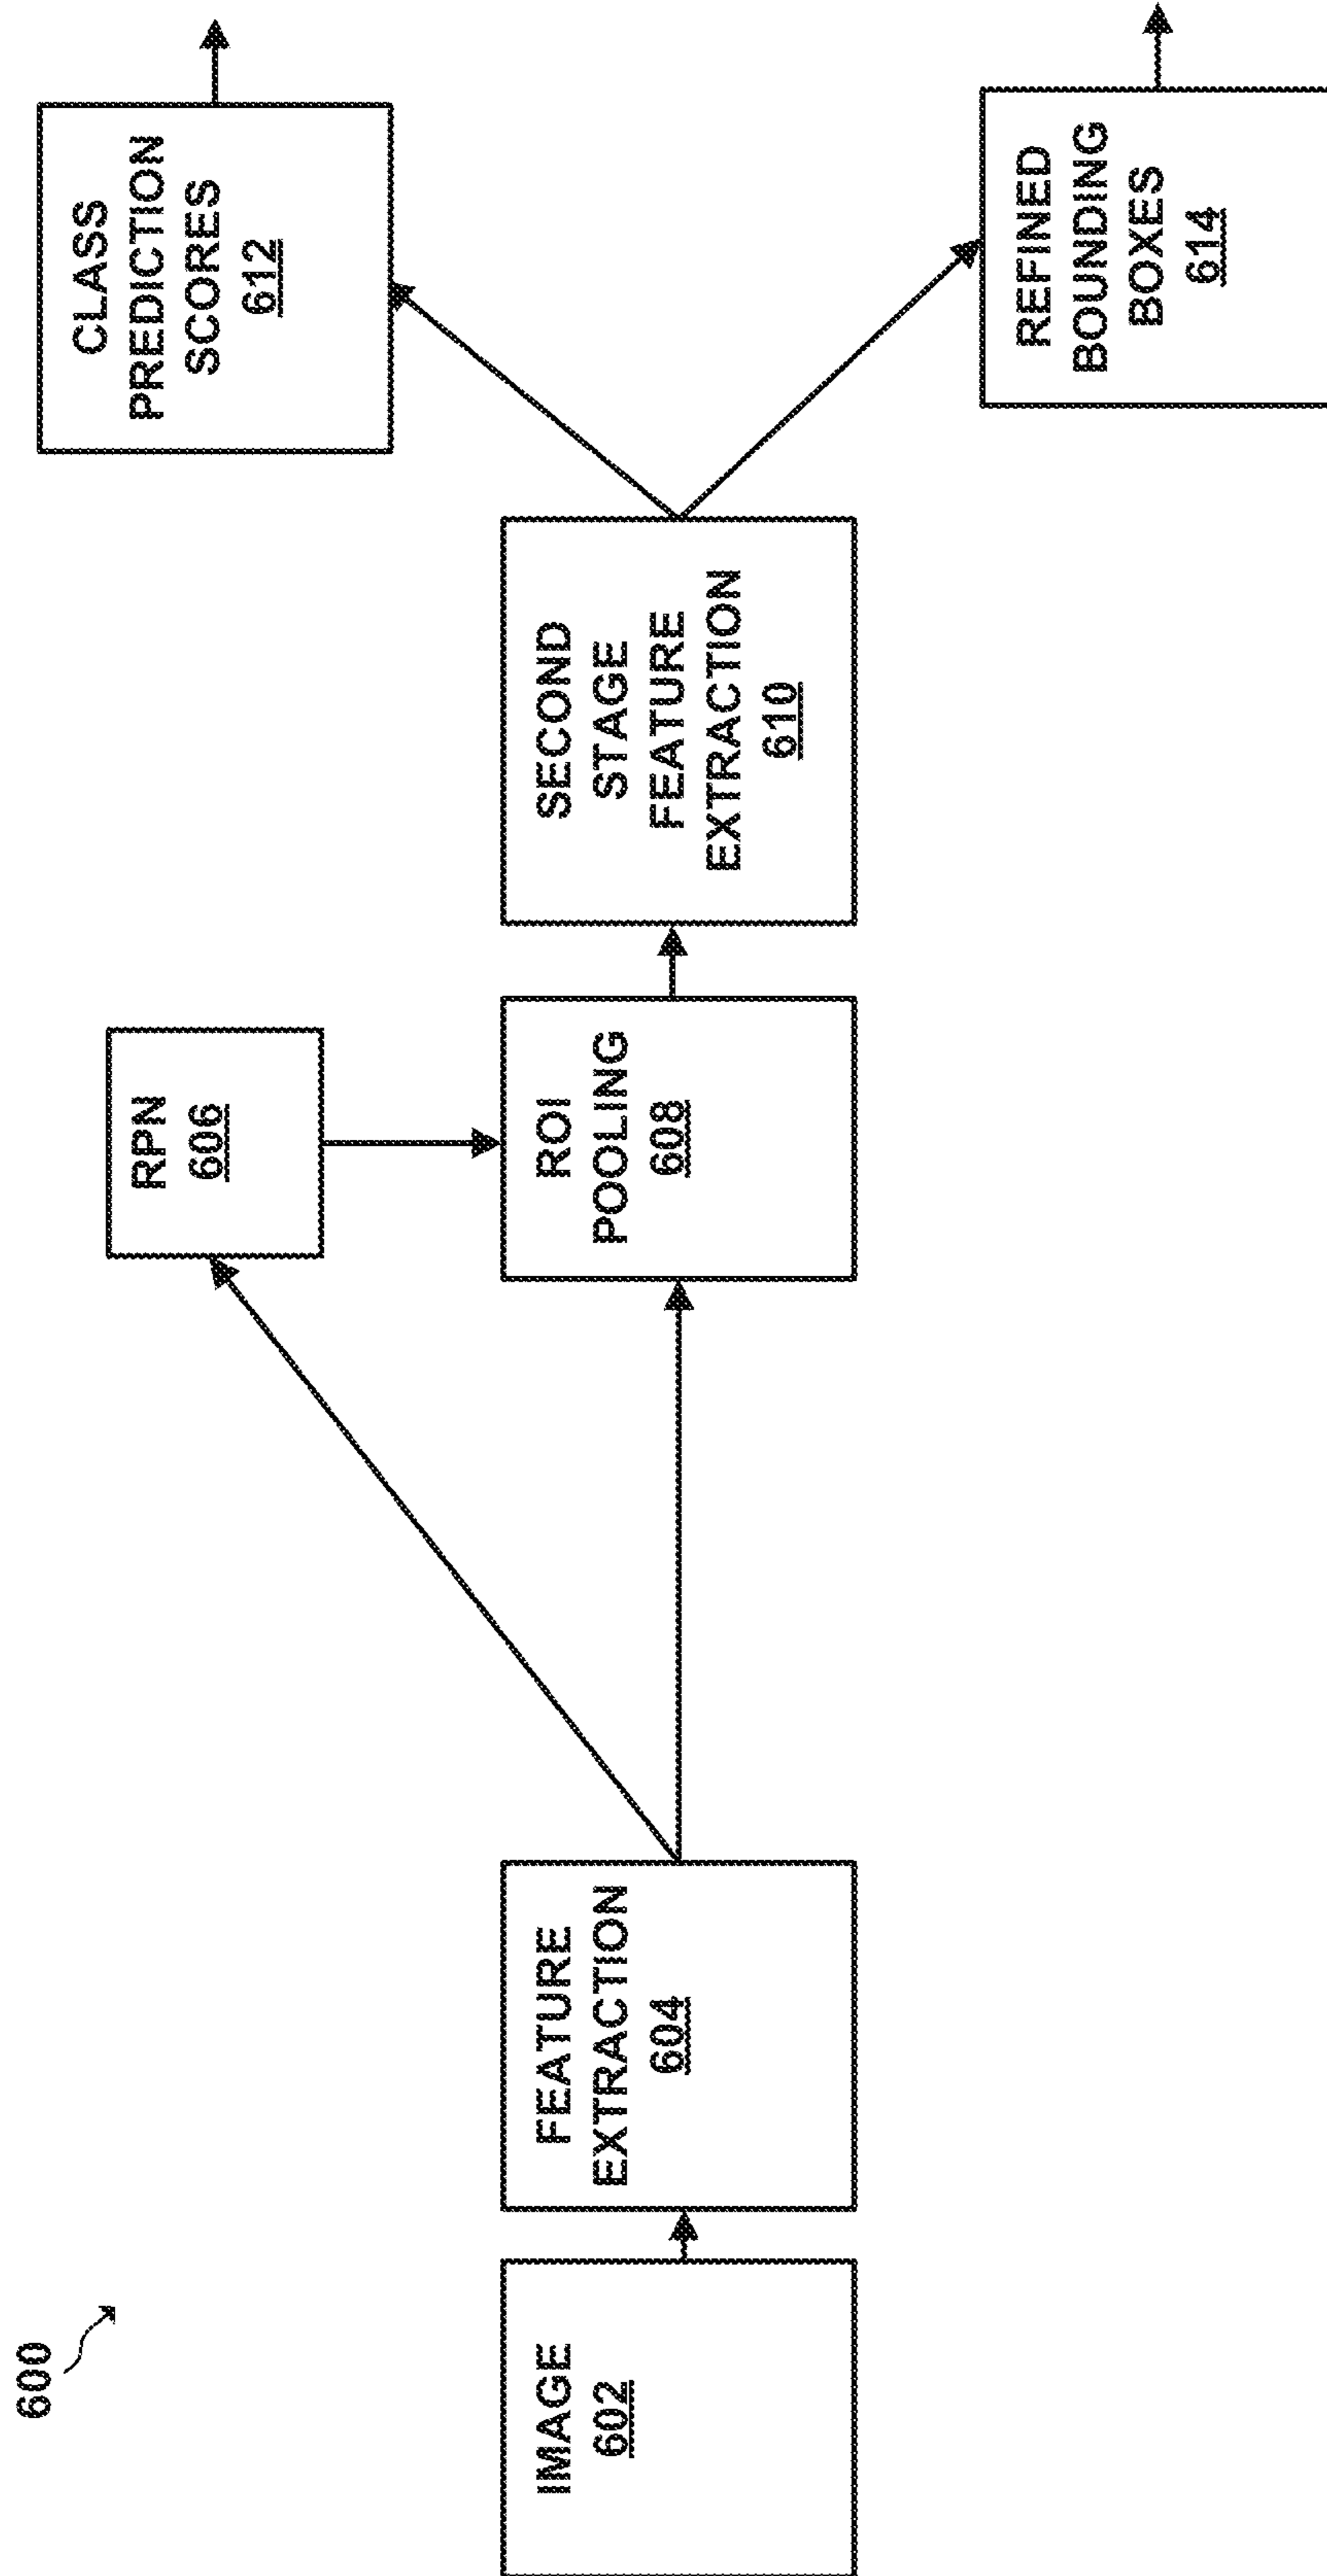 600
IMAGE
602
FEATURE
EXTRACTION
604
RPN
606
ROI
POOLING
608
SECOND
STAGE
FEATURE
EXTRACTION
610
CLASS
PREDICTION
SCORES
612
REFINED
BOUNDING
BOXES
614